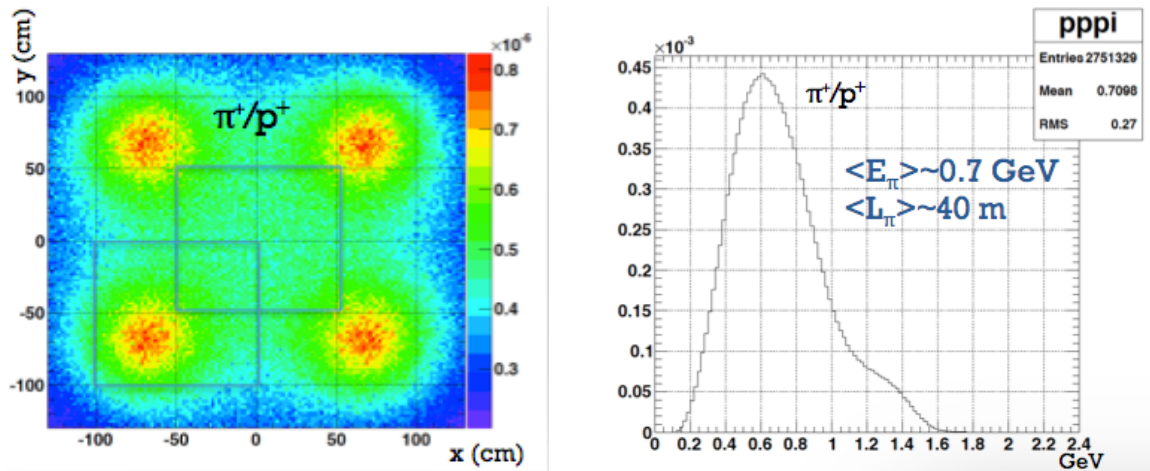 y (cm)
×10⁻⁶
π⁺/p⁺
100
50
0
-50
-100
-100
-50
0
50
100
x (cm)
0.8
0.7
0.6
0.5
0.4
0.3
×10⁻³
pppi
Entries 2751329
Mean 0.7098
RMS 0.27
π⁺/p⁺
<E_π>~0.7 GeV
<L_π>~40 m
0.45
0.4
0.35
0.3
0.25
0.2
0.15
0.1
0.05
0
0 0.2 0.4 0.6 0.8 1 1.2 1.4 1.6 1.8 2 2.2 2.4
GeV